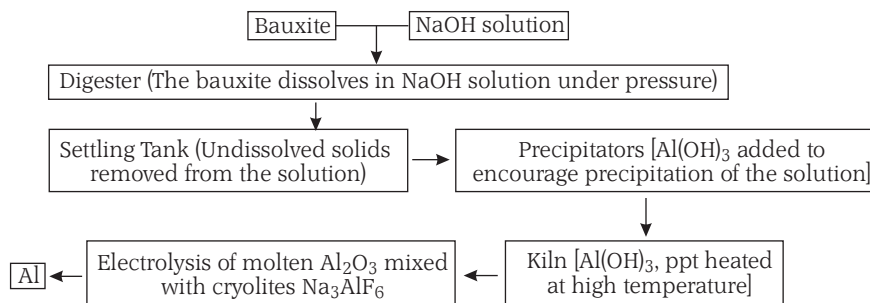 Bauxite
NaOH solution
Digester (The bauxite dissolves in NaOH solution under pressure)
Settling Tank (Undissolved solids
removed from the solution)
Precipitators [Al(OH)₃ added to
encourage precipitation of the solution]
Kiln [Al(OH)₃, ppt heated
at high temperature]
Electrolysis of molten Al₂O₃ mixed
with cryolites Na₃AlF₆
Al